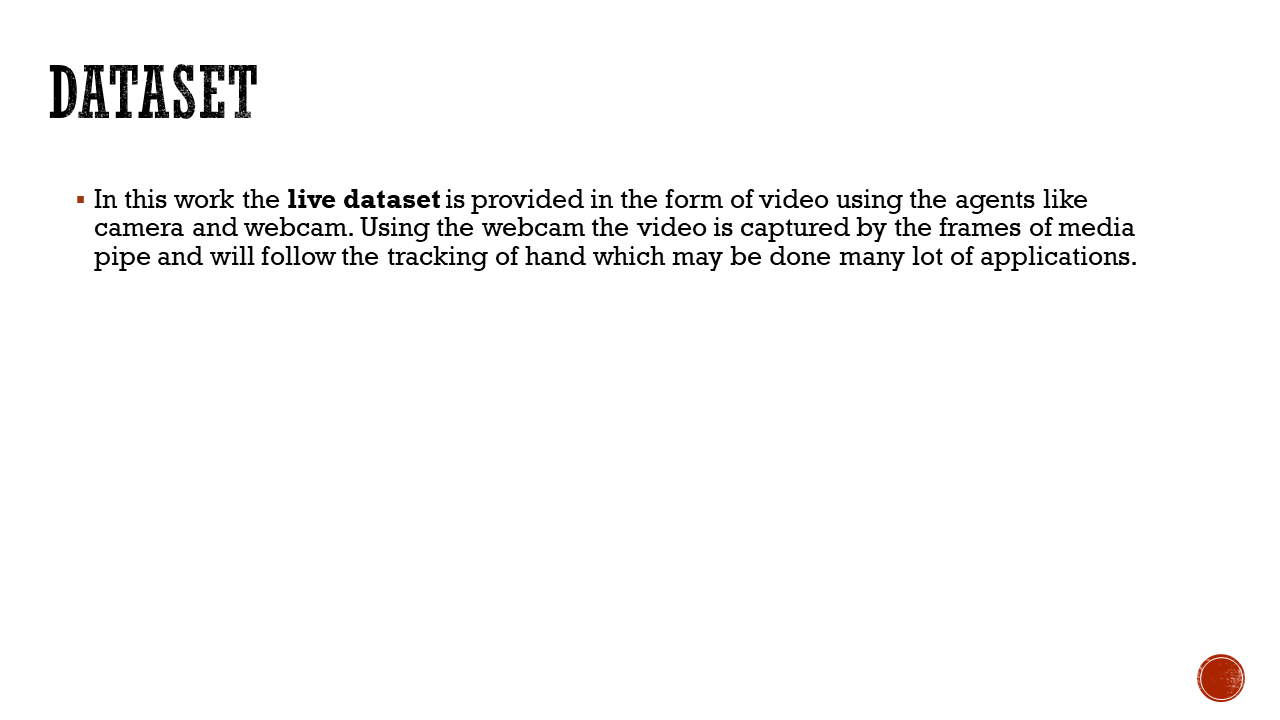 DATASET
In this work the live dataset is provided in the form of video using the agents like
camera and webcam. Using the webcam the video is captured by the frames of media
pipe and will follow the tracking of hand which may be done many lot of applications.